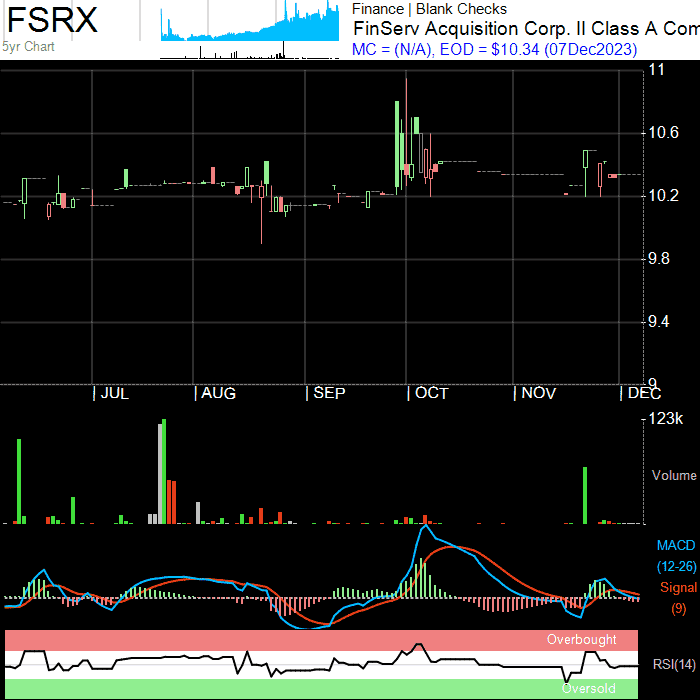 FSRX
5yr Chart
Finance | Blank Checks
FinServ Acquisition Corp. II Class A Com
MC = (N/A), EOD = $10.34 (07Dec2023)
11
10.6
10.2
9.8
9.4
9
JUL AUG SEP OCT NOV DEC
123k
Volume
MACD
(12-26)
Signal
(9)
Overbought
RSI(14)
Oversold